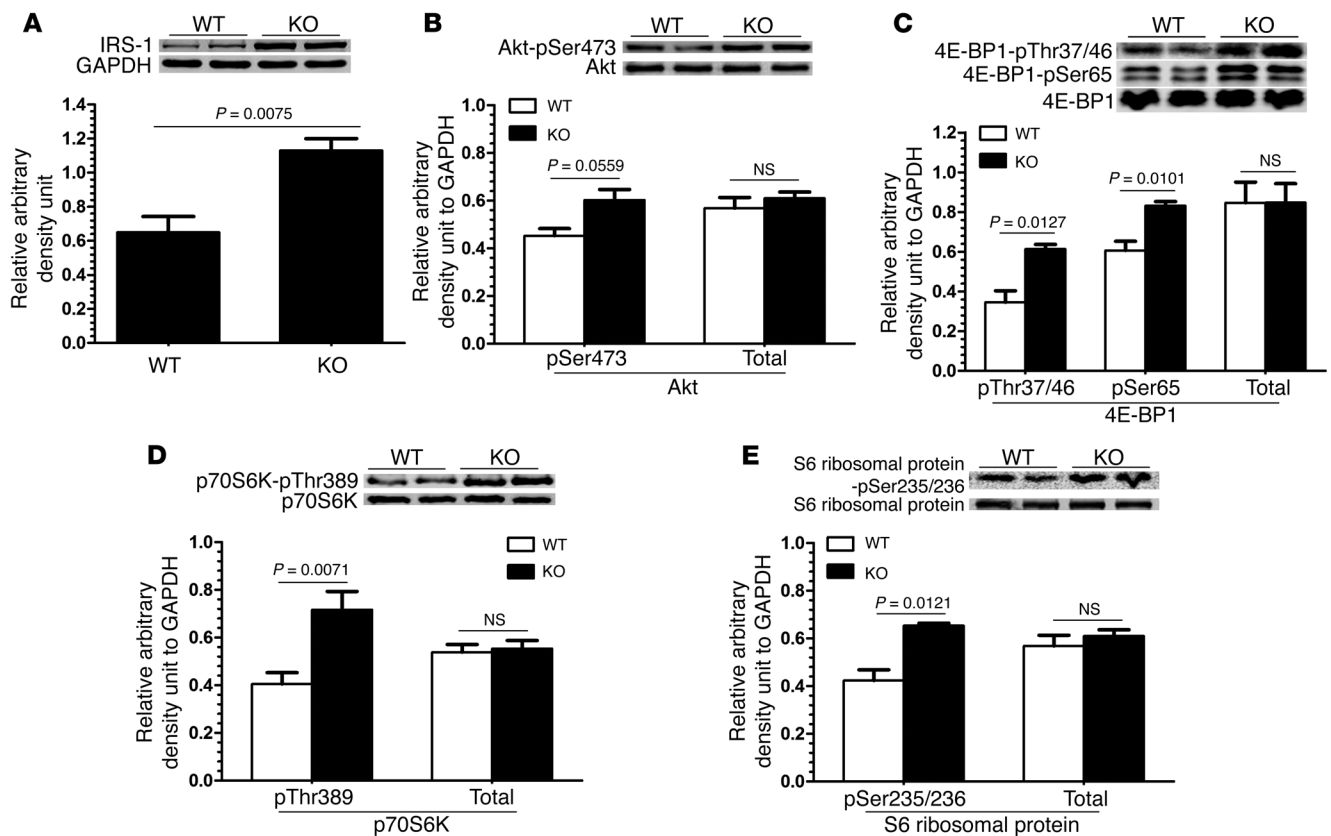 A
WT KO
IRS-1
GAPDH
Relative arbitrary
density unit
1.4
1.2
1.0
0.8
0.6
0.4
0.2
0.0
P = 0.0075
WT KO
B
WT KO
Akt-pSer473
Akt
Relative arbitrary
density unit to GAPDH
1.0
0.8
0.6
0.4
0.2
0.0
WT
KO
P = 0.0559
NS
pSer473 Total
Akt
C
WT KO
4E-BP1-pThr37/46
4E-BP1-pSer65
4E-BP1
Relative arbitrary
density unit to GAPDH
1.2
1.0
0.8
0.6
0.4
0.2
0.0
WT
KO
P = 0.0127
P = 0.0101
NS
pThr37/46 pSer65 Total
4E-BP1
D
WT KO
p70S6K-pThr389
p70S6K
Relative arbitrary
density unit to GAPDH
1.0
0.8
0.6
0.4
0.2
0.0
WT
KO
P = 0.0071
NS
pThr389 Total
p70S6K
E
WT KO
S6 ribosomal protein
-pSer235/236
S6 ribosomal protein
Relative arbitrary
density unit to GAPDH
1.0
0.8
0.6
0.4
0.2
0.0
WT
KO
P = 0.0121
NS
pSer235/236 Total
S6 ribosomal protein